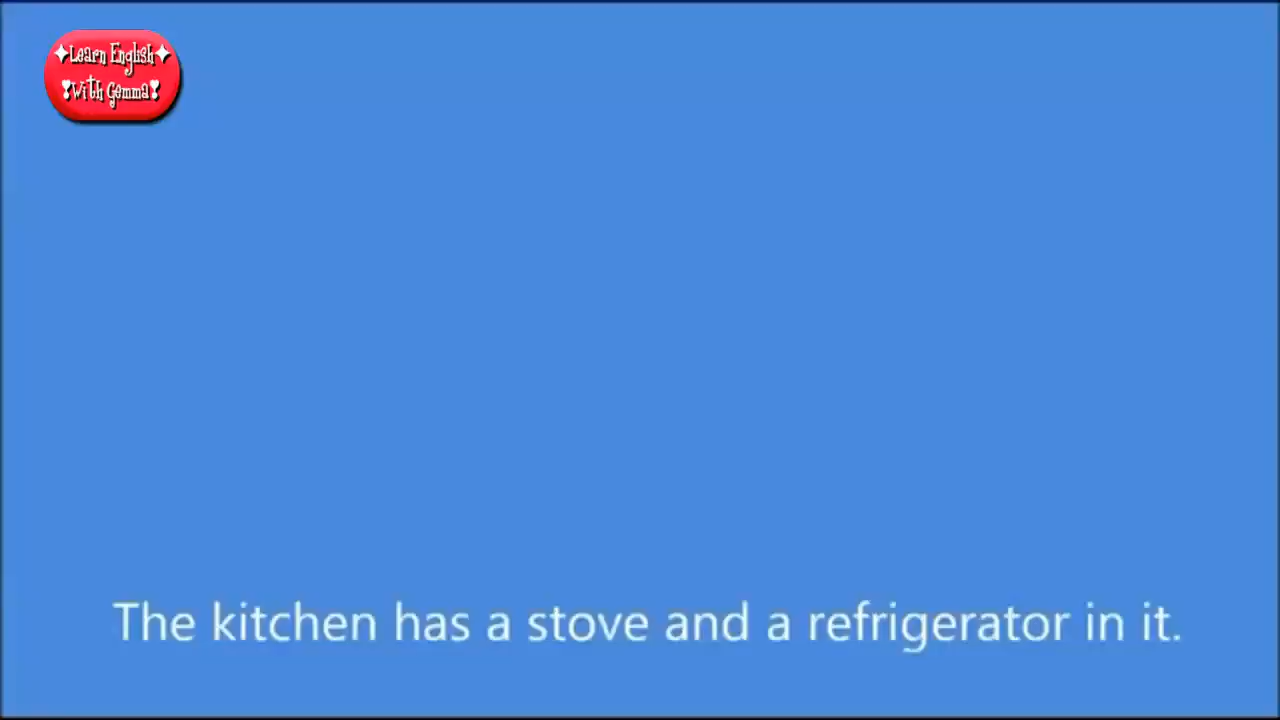 ✦Learn English✦
❣With Gemma❣
The kitchen has a stove and a refrigerator in it.